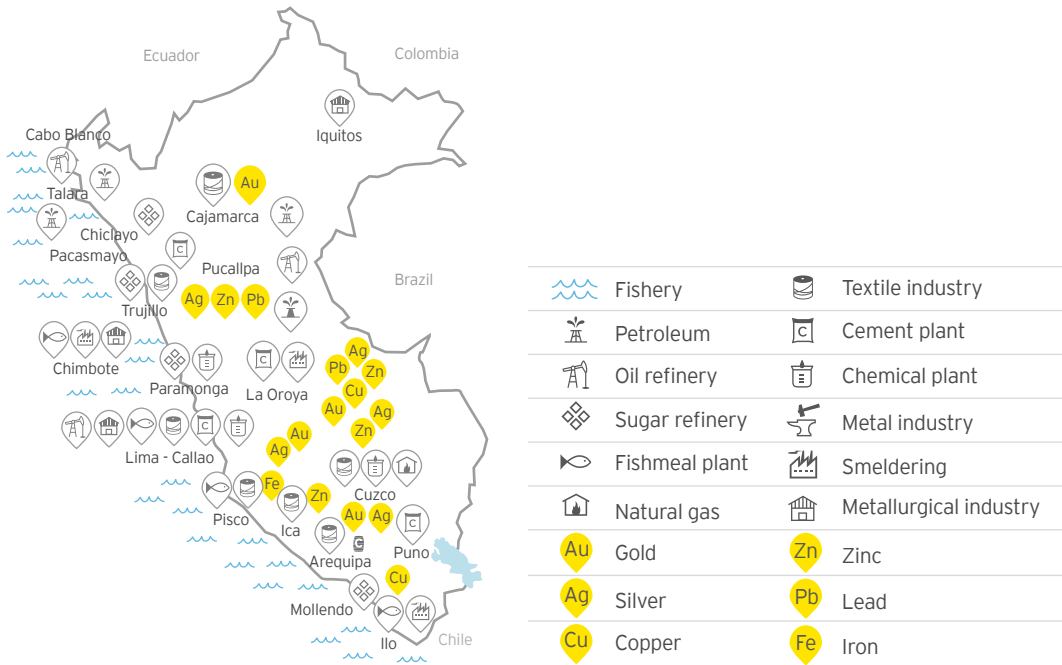 Ecuador
Colombia
Iquitos
Cabo Blanco
Talara
Au
Cajamarca
Chiclayo
Pacasmayo
C
Pucallpa
Brazil
Ag Zn Pb
Trujillo
Chimbote
Paramonga
C
La Oroya
Ag
Pb
Zn
Cu
Au
Ag
Zn
C
Lima - Callao
Au
Ag
Fe
Cuzco
Pisco
Zn
Ica
Au
Ag
C
Arequipa
C
Puno
Cu
Mollendo
Ilo
Chile
Fishery
Textile industry
Petroleum
C
Cement plant
Oil refinery
Chemical plant
Sugar refinery
Metal industry
Fishmeal plant
Smeldering
Natural gas
Metallurgical industry
Au Gold
Zn Zinc
Ag Silver
Pb Lead
Cu Copper
Fe Iron